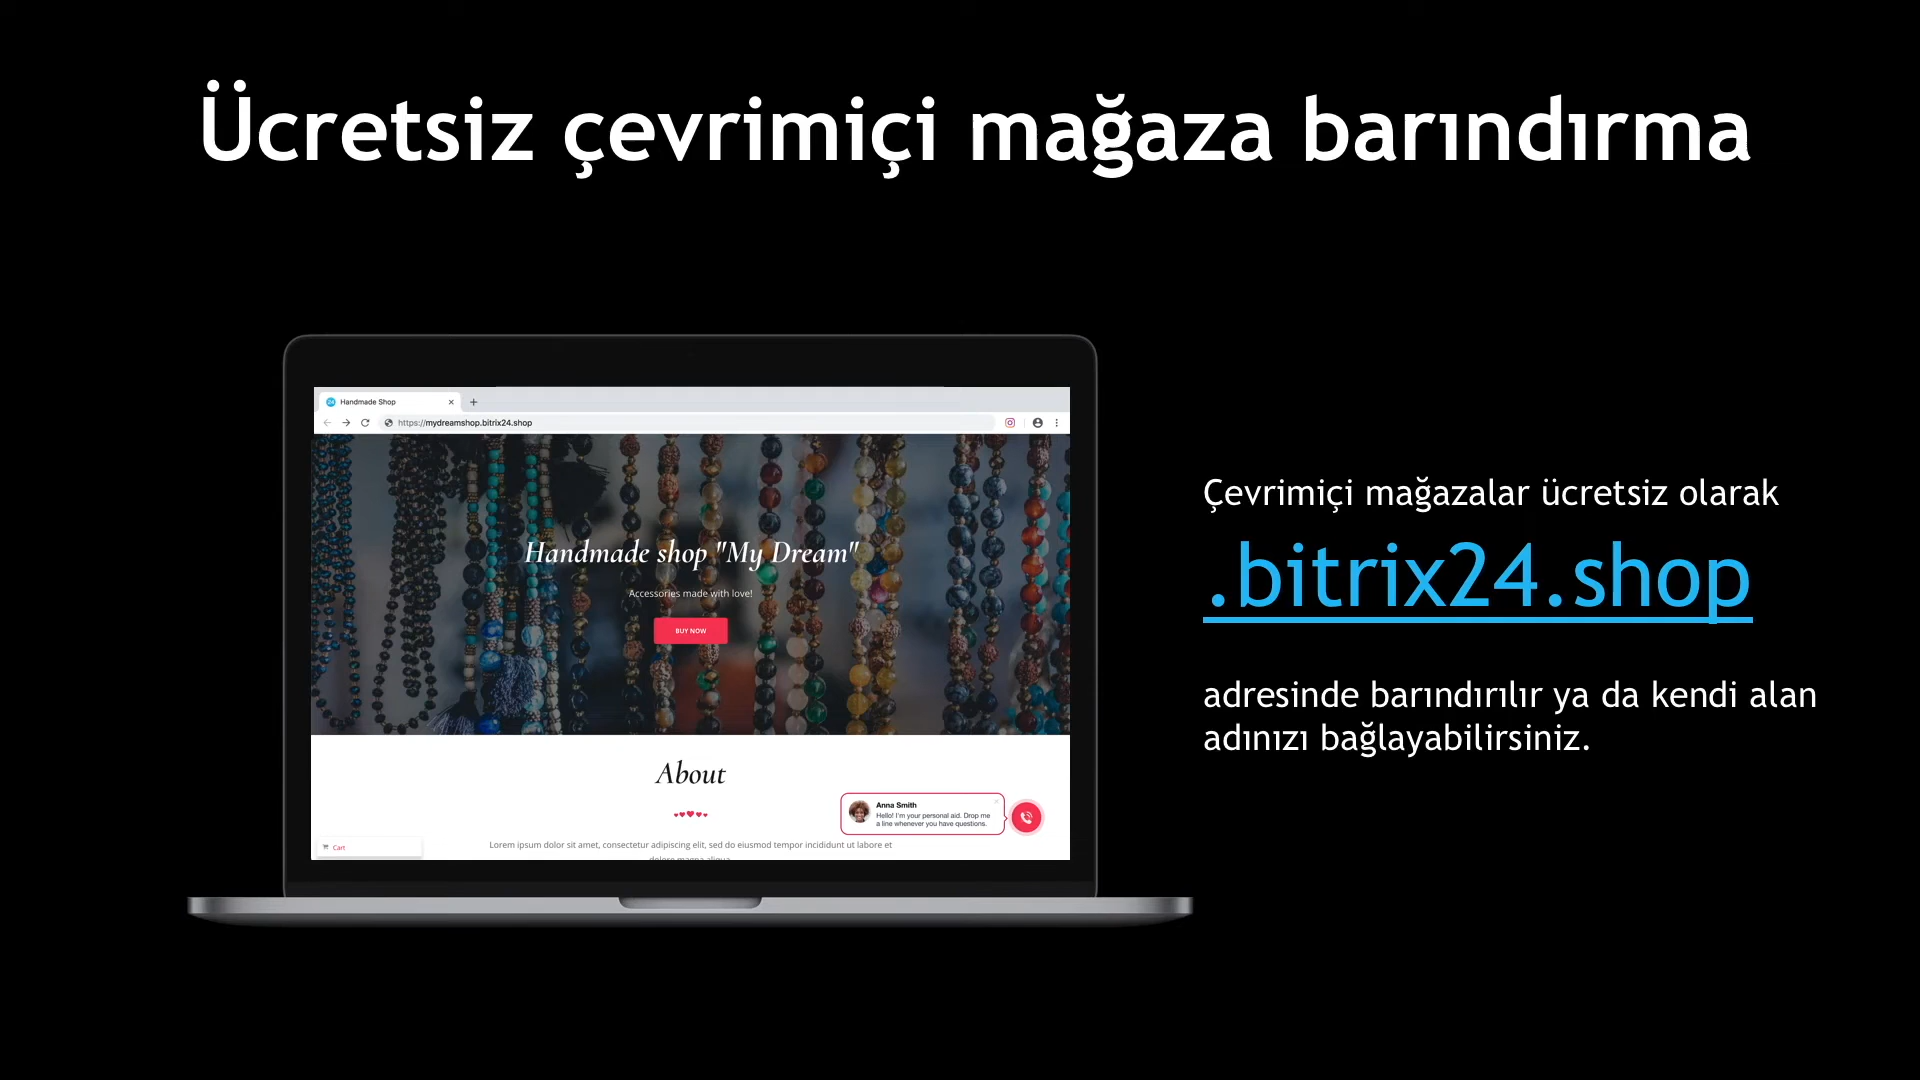 Ücretsiz çevrimiçi mağaza barındırma
Handmade Shop
https://mydreamshop.bitrix24.shop
Handmade shop "My Dream"
Accessories made with love!
BUY NOW
About
Anna Smith
Hello! I'm your personal aid. Drop me
a line whenever you have questions.
Cart
Lorem ipsum dolor sit amet, consectetur adipiscing elit, sed do eiusmod tempor incididunt ut labore et
dolore magna aliqua.
Çevrimiçi mağazalar ücretsiz olarak
.bitrix24.shop
adresinde barındırılır ya da kendi alan
adınızı bağlayabilirsiniz.